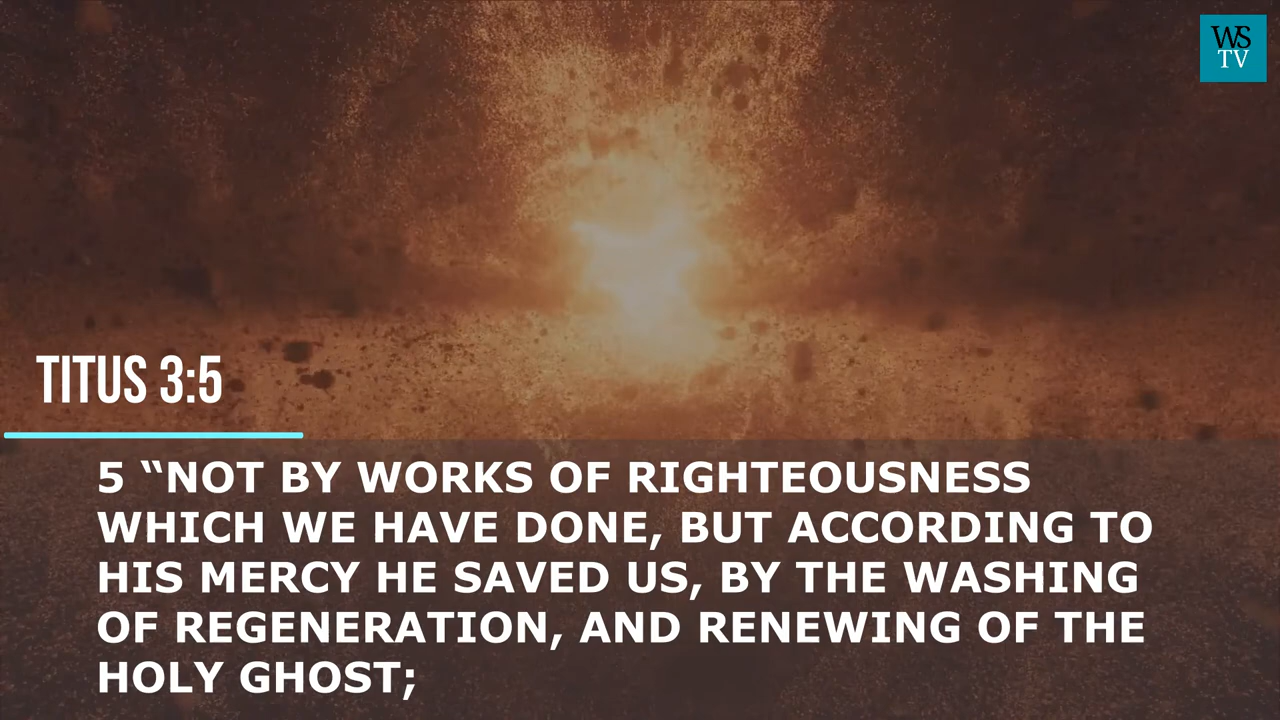 WS
TV
TITUS 3:5
5 “NOT BY WORKS OF RIGHTEOUSNESS
WHICH WE HAVE DONE, BUT ACCORDING TO
HIS MERCY HE SAVED US, BY THE WASHING
OF REGENERATION, AND RENEWING OF THE
HOLY GHOST;